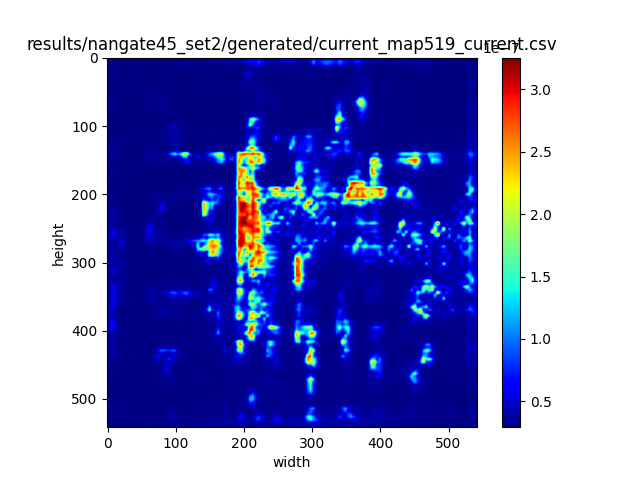 results/nangate45_set2/generated/current_map519_current.csv
1e−7
0
100
200
300
400
500
height
0 100 200 300 400 500
width
3.0
2.5
2.0
1.5
1.0
0.5